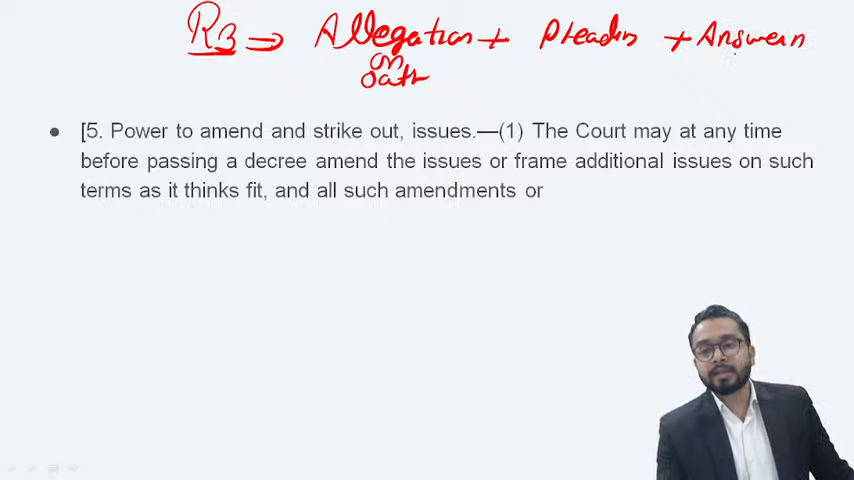 R3 ⇒ Allegation + Pleadin + Answern
on
oath
● [5. Power to amend and strike out, issues.—(1) The Court may at any time
before passing a decree amend the issues or frame additional issues on such
terms as it thinks fit, and all such amendments or